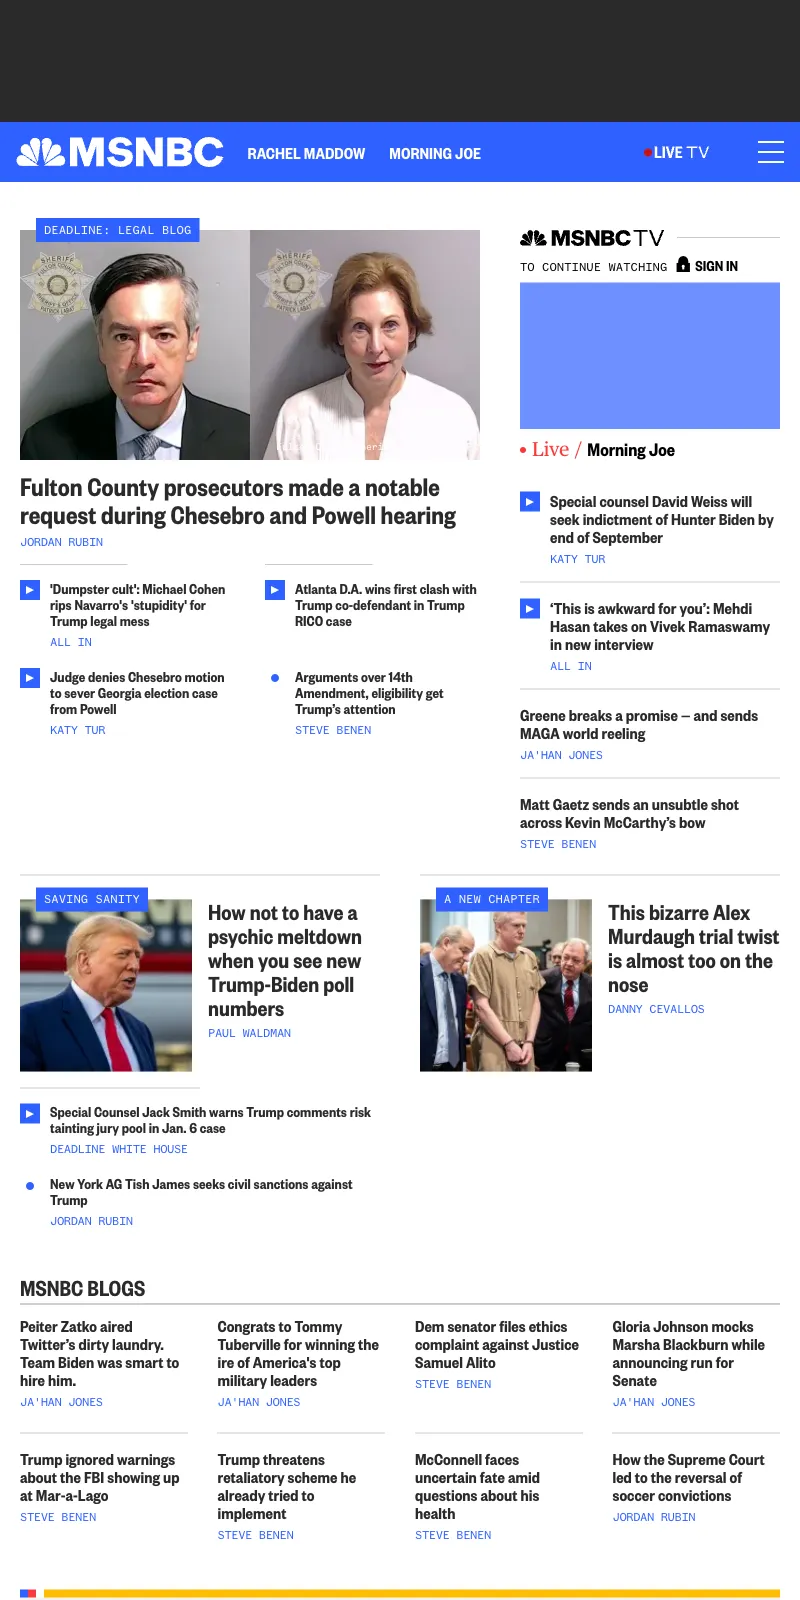 MSNBC
RACHEL MADDOW
MORNING JOE
LIVE TV
DEADLINE: LEGAL BLOG
SHERIFF
FULTON COUNTY
SHERIFF'S OFFICE
PATRICK LABAT
SHERIFF
FULTON COUNTY
SHERIFF'S OFFICE
PATRICK LABAT
Fulton County prosecutors made a notable
request during Chesebro and Powell hearing
JORDAN RUBIN
'Dumpster cult': Michael Cohen
rips Navarro's 'stupidity' for
Trump legal mess
ALL IN
Atlanta D.A. wins first clash with
Trump co-defendant in Trump
RICO case
Judge denies Chesebro motion
to sever Georgia election case
from Powell
KATY TUR
Arguments over 14th
Amendment, eligibility get
Trump’s attention
STEVE BENEN
MSNBC TV
TO CONTINUE WATCHING
SIGN IN
Live / Morning Joe
Special counsel David Weiss will
seek indictment of Hunter Biden by
end of September
KATY TUR
‘This is awkward for you’: Mehdi
Hasan takes on Vivek Ramaswamy
in new interview
ALL IN
Greene breaks a promise — and sends
MAGA world reeling
JA'HAN JONES
Matt Gaetz sends an unsubtle shot
across Kevin McCarthy’s bow
STEVE BENEN
SAVING SANITY
How not to have a
psychic meltdown
when you see new
Trump-Biden poll
numbers
PAUL WALDMAN
A NEW CHAPTER
This bizarre Alex
Murdaugh trial twist
is almost too on the
nose
DANNY CEVALLOS
Special Counsel Jack Smith warns Trump comments risk
tainting jury pool in Jan. 6 case
DEADLINE WHITE HOUSE
New York AG Tish James seeks civil sanctions against
Trump
JORDAN RUBIN
MSNBC BLOGS
Peiter Zatko aired
Twitter’s dirty laundry.
Team Biden was smart to
hire him.
JA'HAN JONES
Congrats to Tommy
Tuberville for winning the
ire of America's top
military leaders
JA'HAN JONES
Dem senator files ethics
complaint against Justice
Samuel Alito
STEVE BENEN
Gloria Johnson mocks
Marsha Blackburn while
announcing run for
Senate
JA'HAN JONES
Trump ignored warnings
about the FBI showing up
at Mar-a-Lago
STEVE BENEN
Trump threatens
retaliatory scheme he
already tried to
implement
STEVE BENEN
McConnell faces
uncertain fate amid
questions about his
health
STEVE BENEN
How the Supreme Court
led to the reversal of
soccer convictions
JORDAN RUBIN